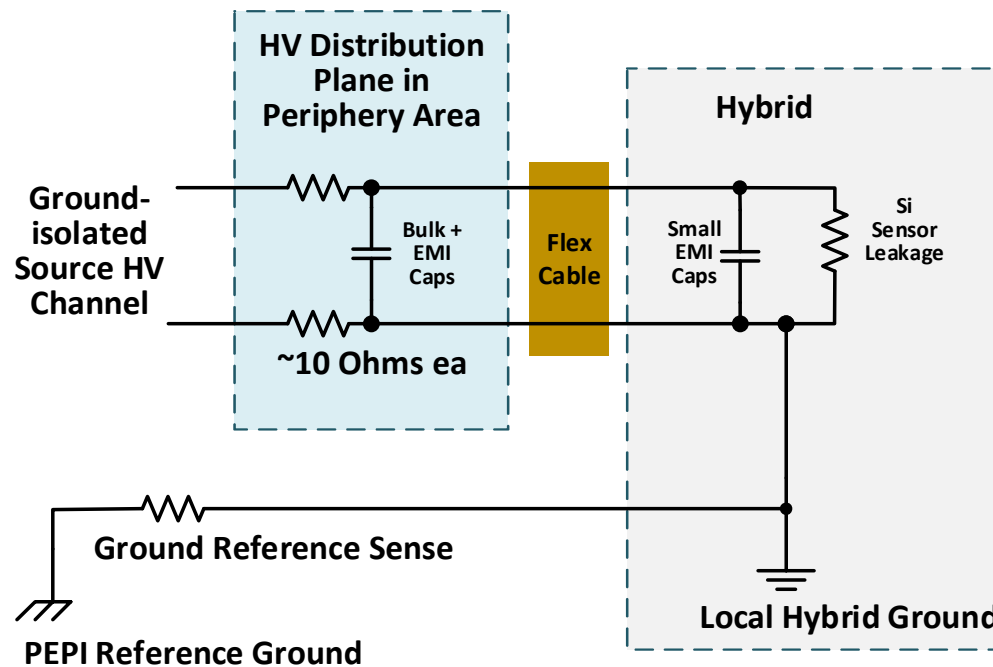 HV Distribution
Plane in
Periphery Area
Hybrid
Ground-
isolated
Source HV
Channel
Bulk +
EMI
Caps
Flex
Cable
Small
EMI
Caps
Si
Sensor
Leakage
~10 Ohms ea
Ground Reference Sense
Local Hybrid Ground
PEPI Reference Ground